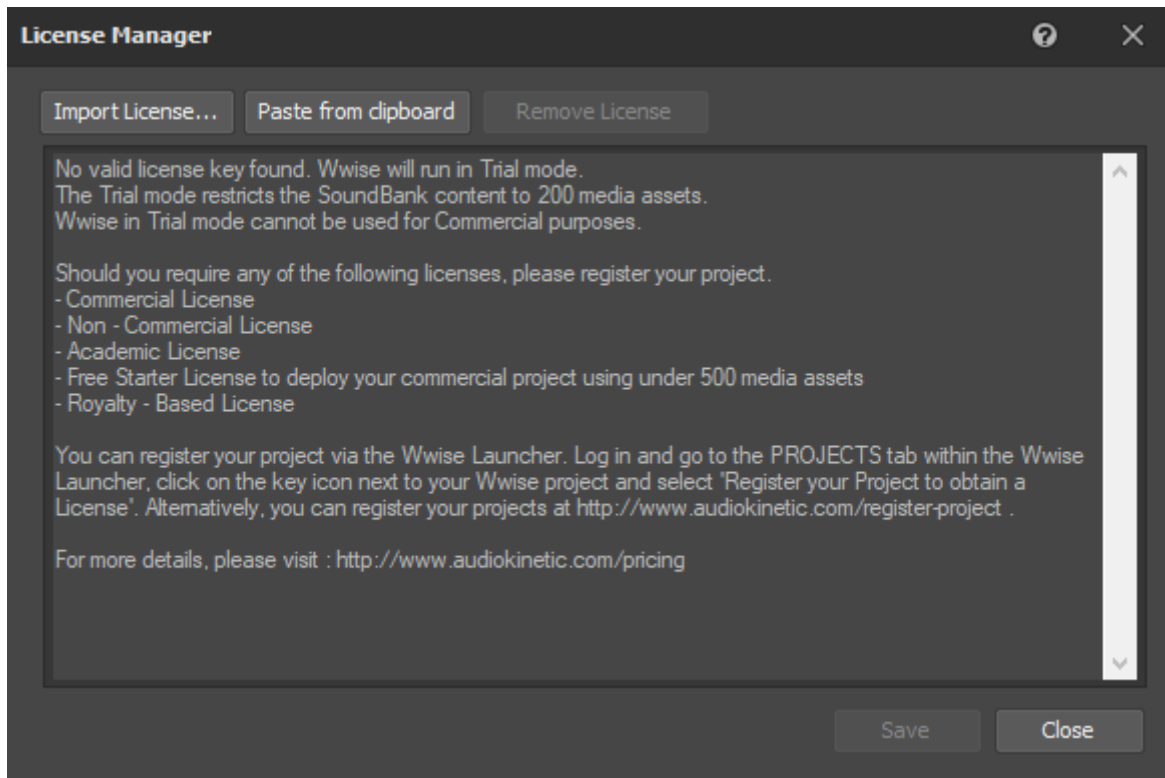 License Manager
Import License... Paste from clipboard Remove License
No valid license key found. Wwise will run in Trial mode.
The Trial mode restricts the SoundBank content to 200 media assets.
Wwise in Trial mode cannot be used for Commercial purposes.
Should you require any of the following licenses, please register your project.
- Commercial License
- Non - Commercial License
- Academic License
- Free Starter License to deploy your commercial project using under 500 media assets
- Royalty - Based License
You can register your project via the Wwise Launcher. Log in and go to the PROJECTS tab within the Wwise
Launcher, click on the key icon next to your Wwise project and select "Register your Project to obtain a
License". Alternatively, you can register your projects at http://www.audiokinetic.com/register-project .
For more details, please visit : http://www.audiokinetic.com/pricing
Save Close